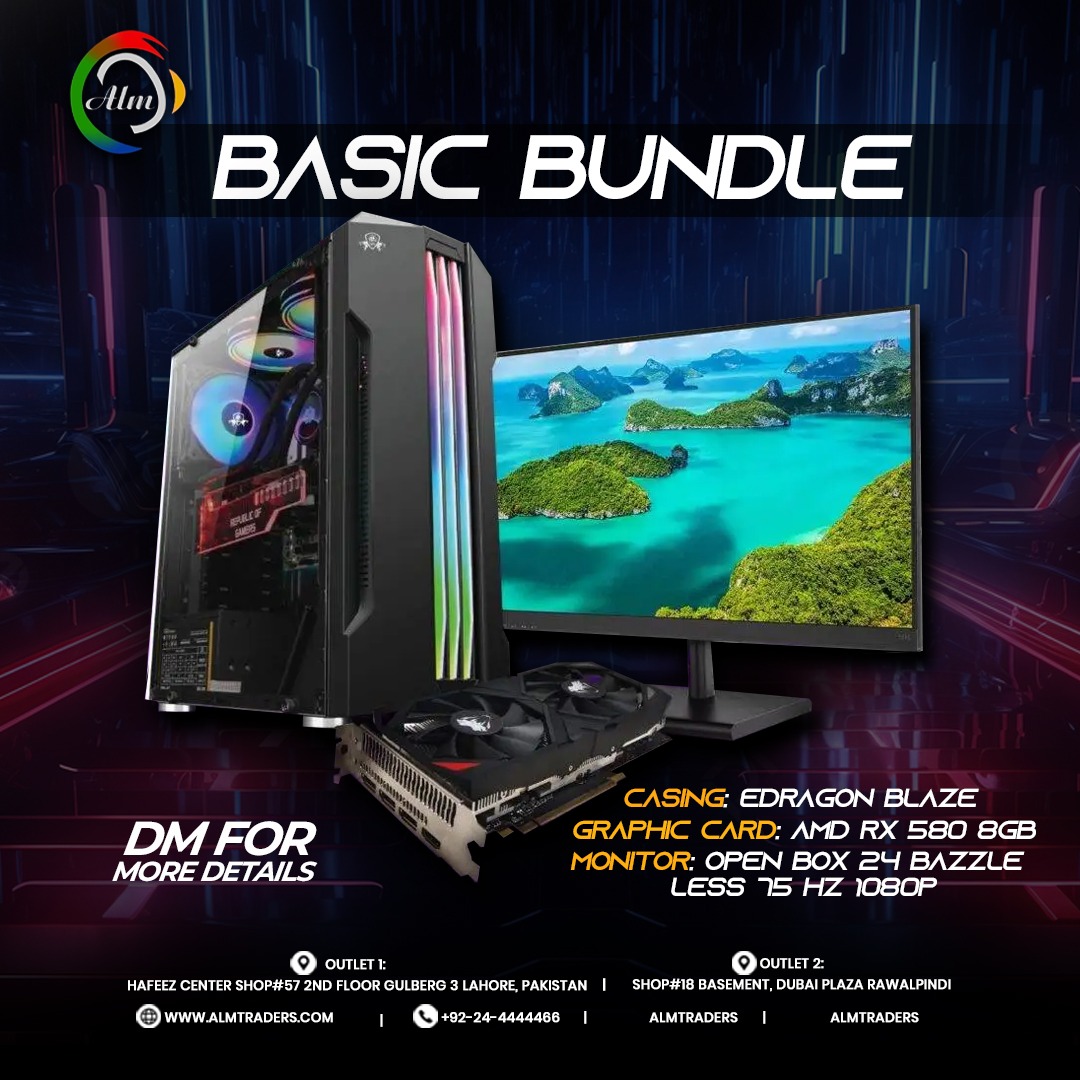 Alm
BASIC BUNDLE
REPUBLIC OF
GAMERS
CASING: EDRAGON BLAZE
GRAPHIC CARD: AMD RX 580 8GB
MONITOR: OPEN BOX 24 BAZZLE
LESS 75 HZ 1080P
DM FOR
MORE DETAILS
OUTLET 1:
HAFEEZ CENTER SHOP#57 2ND FLOOR GULBERG 3 LAHORE, PAKISTAN |
OUTLET 2:
SHOP#18 BASEMENT, DUBAI PLAZA RAWALPINDI
WWW.ALMTRADERS.COM | +92-24-4444466 | ALMTRADERS | ALMTRADERS